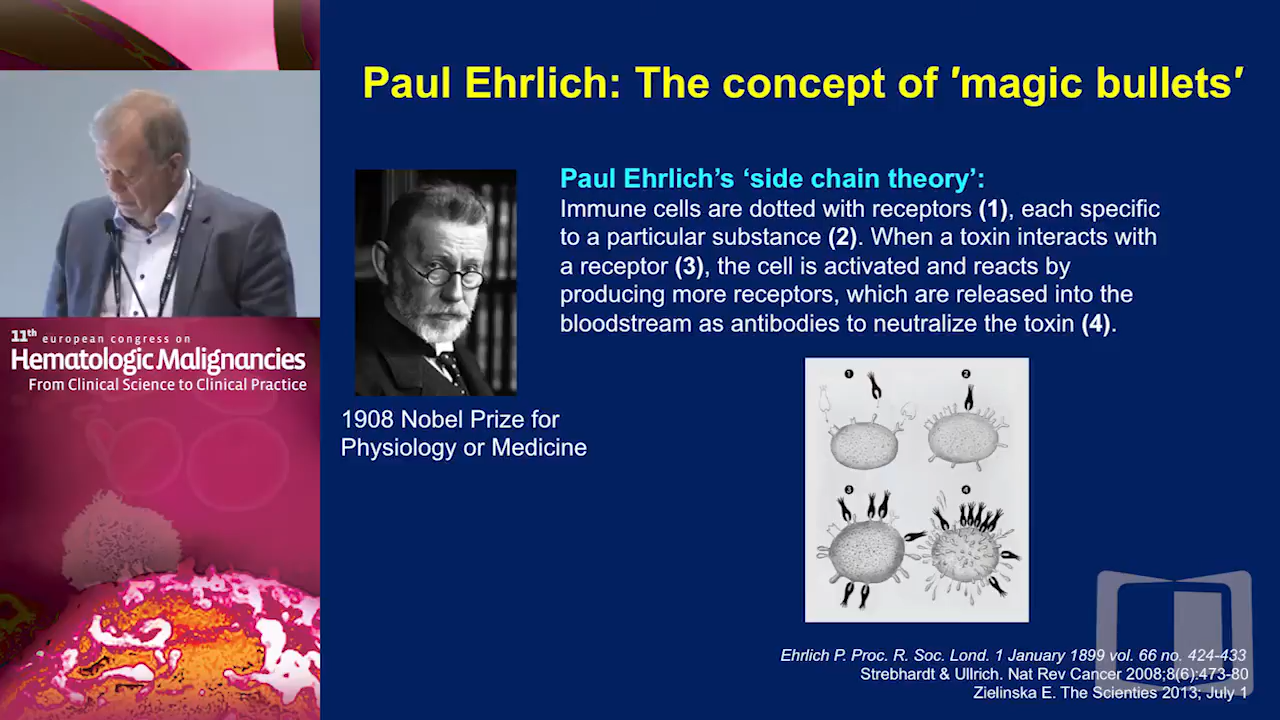 Paul Ehrlich: The concept of ′magic bullets′
Paul Ehrlich’s ‘side chain theory’:
Immune cells are dotted with receptors (1), each specific
to a particular substance (2). When a toxin interacts with
a receptor (3), the cell is activated and reacts by
producing more receptors, which are released into the
bloodstream as antibodies to neutralize the toxin (4).
1908 Nobel Prize for
Physiology or Medicine
1
2
3
4
11th european congress on
Hematologic Malignancies
From Clinical Science to Clinical Practice
Ehrlich P. Proc. R. Soc. Lond. 1 January 1899 vol. 66 no. 424-433
Strebhardt & Ullrich. Nat Rev Cancer 2008;8(6):473-80
Zielinska E. The Scienties 2013; July 1